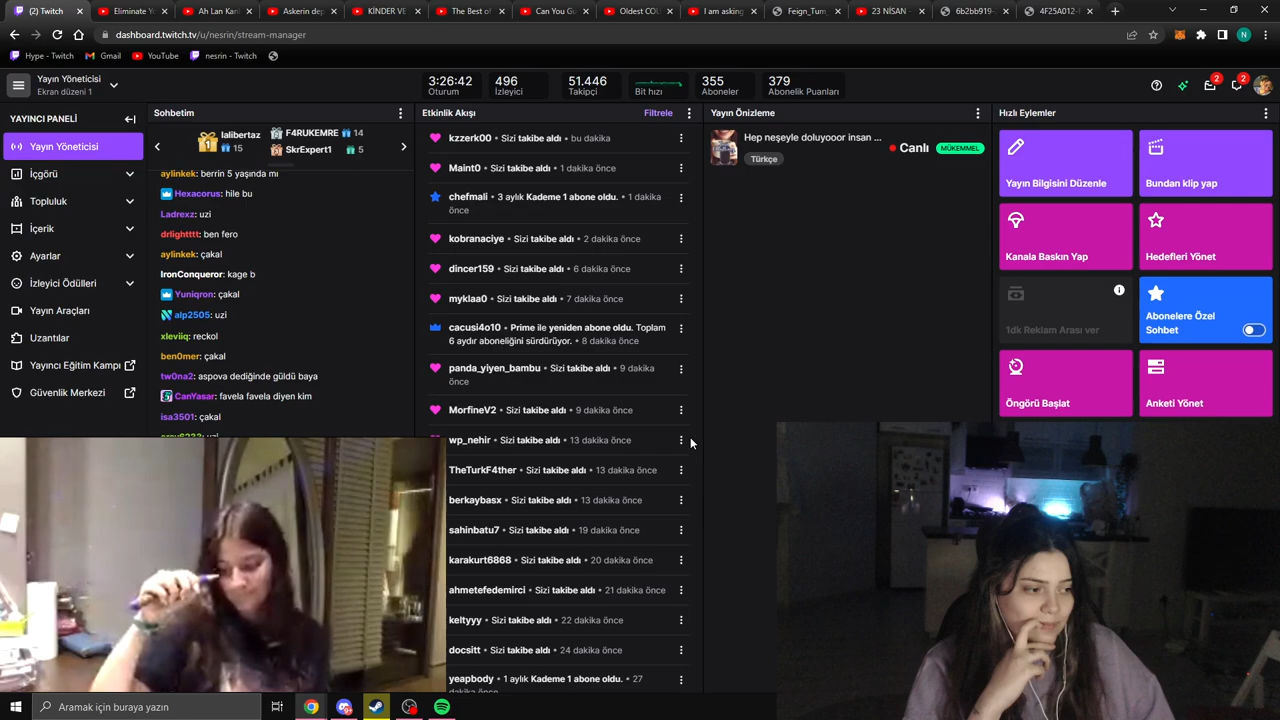 (2) Twitch
Eliminate Y
Ah Lan Karı
Askerin dep
KİNDER VE
The Best of
Can You Gu
Oldest COU
I am asking
Feign_Tum
23 NİSAN -
6b2bb919-
4F25A012-F
dashboard.twitch.tv/u/nesrin/stream-manager
N
Hype - Twitch
Gmail
YouTube
nesrin - Twitch
Yayın Yöneticisi
Ekran düzeni 1
3:26:42
Oturum
496
İzleyici
51.446
Takipçi
Bit hızı
355
Aboneler
379
Abonelik Puanları
2
2
YAYINCI PANELİ
Yayın Yöneticisi
İçgörü
Topluluk
İçerik
Ayarlar
İzleyici Ödülleri
Yayın Araçları
Uzantılar
Yayıncı Eğitim Kampı
Güvenlik Merkezi
Sohbetim
1
lalibertaz
15
F4RUKEMRE 14
SkrExpert1 5
aylinkek: berrin 5 yaşında mı
Hexacorus: hile bu
Ladrexz: uzi
drlightttt: ben fero
aylinkek: çakal
IronConqueror: kage b
Yuniqron: çakal
alp2505: uzi
xleviiq: reckol
ben0mer: çakal
tw0na2: aspova dediğinde güldü baya
CanYasar: favela favela diyen kim
isa3501: çakal
Etkinlik Akışı
Filtrele
kzzerk00 • Sizi takibe aldı • bu dakika
Maint0 • Sizi takibe aldı • 1 dakika önce
chefmali • 3 aylık Kademe 1 abone oldu. • 1 dakika
önce
kobranaciye • Sizi takibe aldı • 2 dakika önce
dincer159 • Sizi takibe aldı • 6 dakika önce
myklaa0 • Sizi takibe aldı • 7 dakika önce
cacusi4o10 • Prime ile yeniden abone oldu. Toplam
6 aydır aboneliğini sürdürüyor. • 8 dakika önce
panda_yiyen_bambu • Sizi takibe aldı • 9 dakika
önce
MorfineV2 • Sizi takibe aldı • 9 dakika önce
wp_nehir • Sizi takibe aldı • 13 dakika önce
TheTurkF4ther • Sizi takibe aldı • 13 dakika önce
berkaybasx • Sizi takibe aldı • 13 dakika önce
sahinbatu7 • Sizi takibe aldı • 19 dakika önce
karakurt6868 • Sizi takibe aldı • 20 dakika önce
ahmetefedemirci • Sizi takibe aldı • 21 dakika önce
keltyyy • Sizi takibe aldı • 22 dakika önce
docsitt • Sizi takibe aldı • 24 dakika önce
yeapbody • 1 aylık Kademe 1 abone oldu. • 27
dakika önce
Yayın Önizleme
Hep neşeyle doluyooor insan ...
Türkçe
Canlı
MÜKEMMEL
Hızlı Eylemler
Yayın Bilgisini Düzenle
Bundan klip yap
Kanala Baskın Yap
Hedefleri Yönet
1dk Reklam Arası ver
Abonelere Özel
Sohbet
Öngörü Başlat
Anketi Yönet
Aramak için buraya yazın